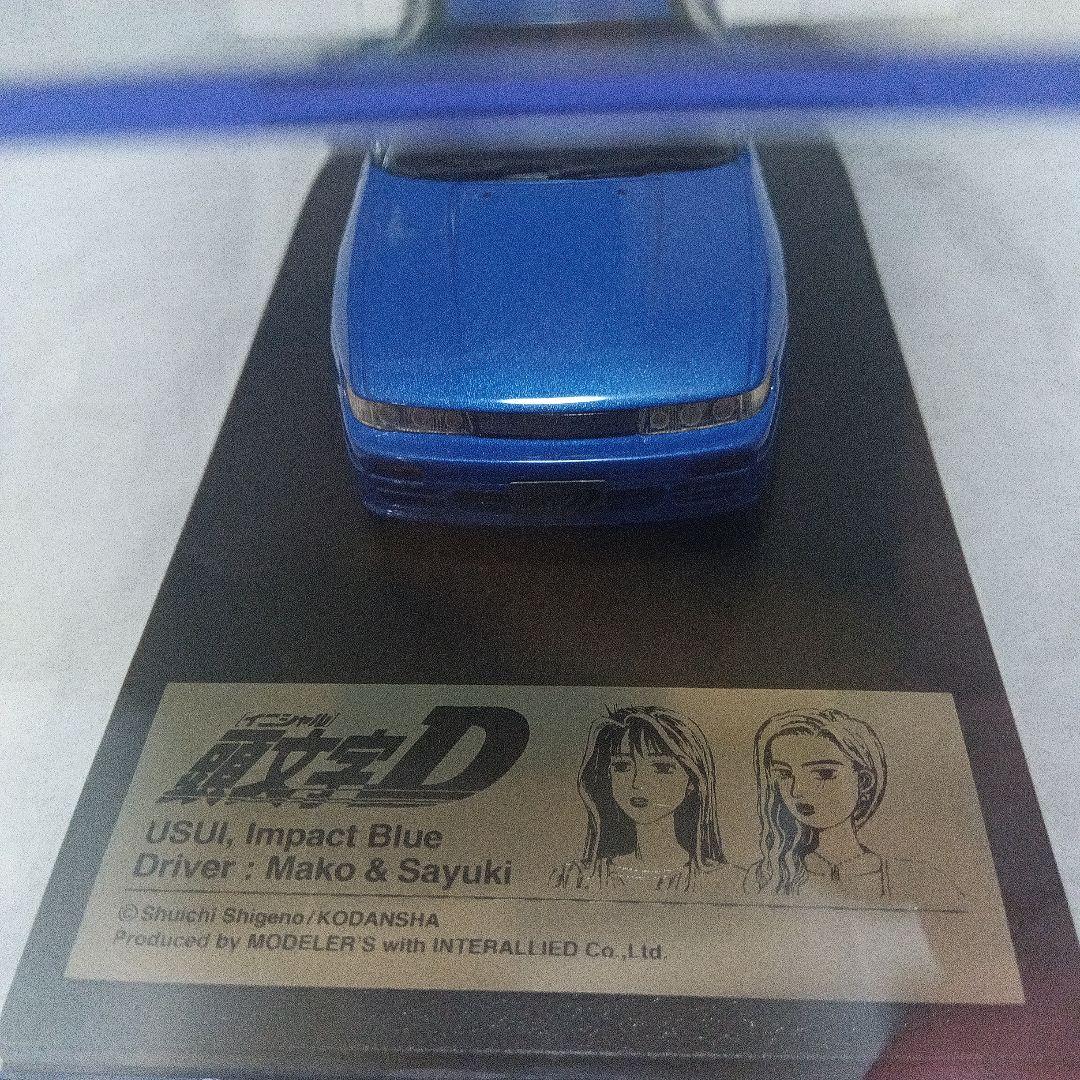 イニシャル
頭文字D
USUI, Impact Blue
Driver : Mako & Sayuki
©Shuichi Shigeno/KODANSHA
Produced by MODELER'S with INTERALLIED Co.,Ltd.